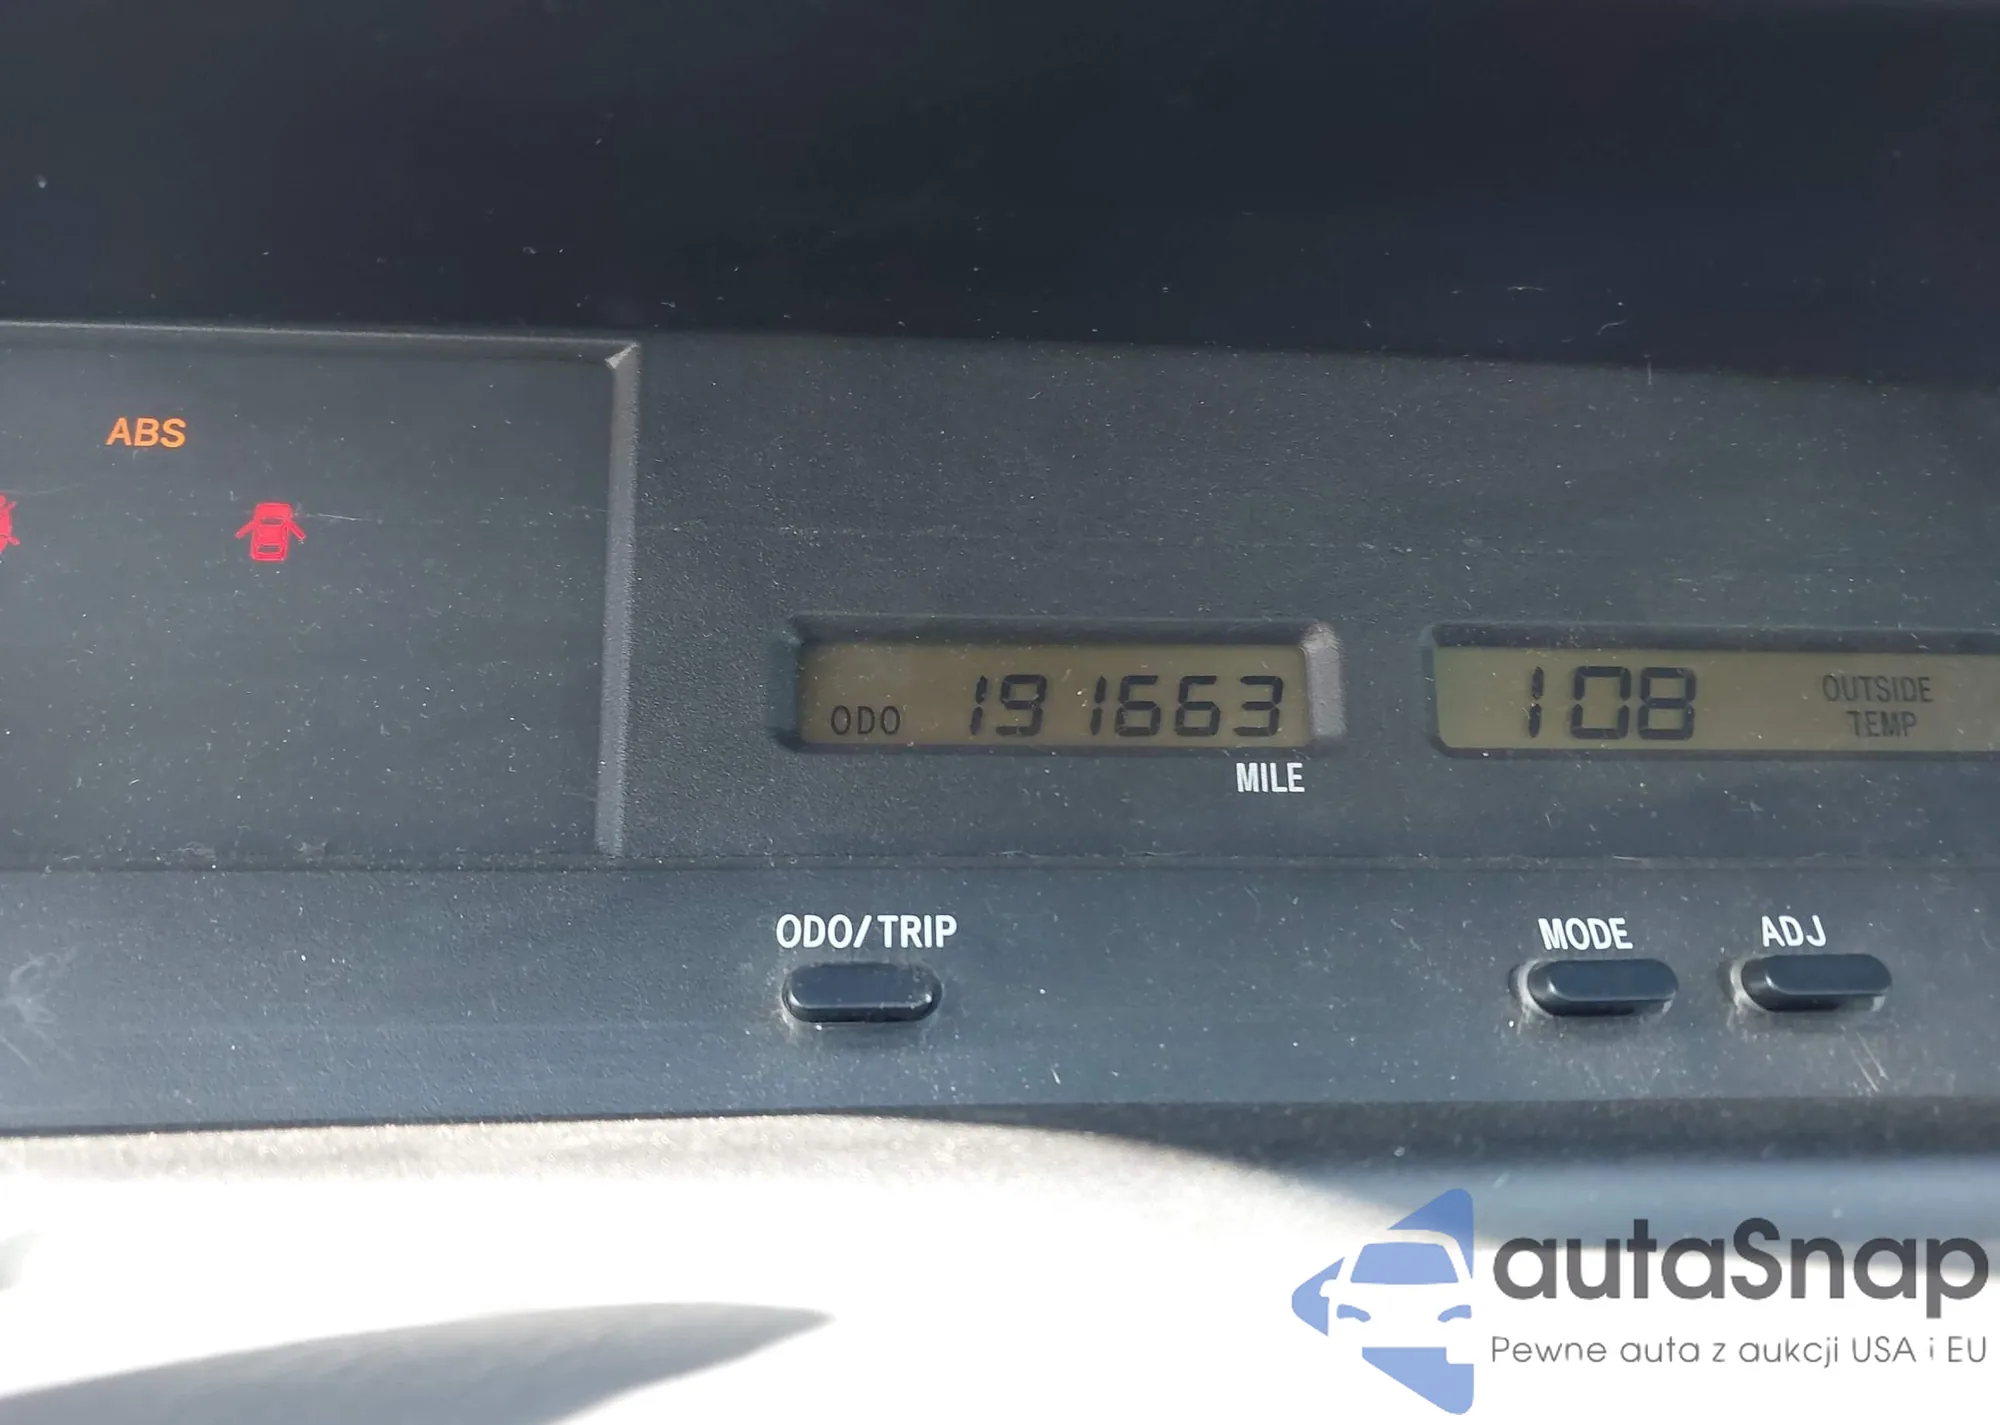 ABS
ODO 191663
MILE
108 OUTSIDE
TEMP
ODO/TRIP
MODE
ADJ
autaSnap
Pewne auta z aukcji USA i EU